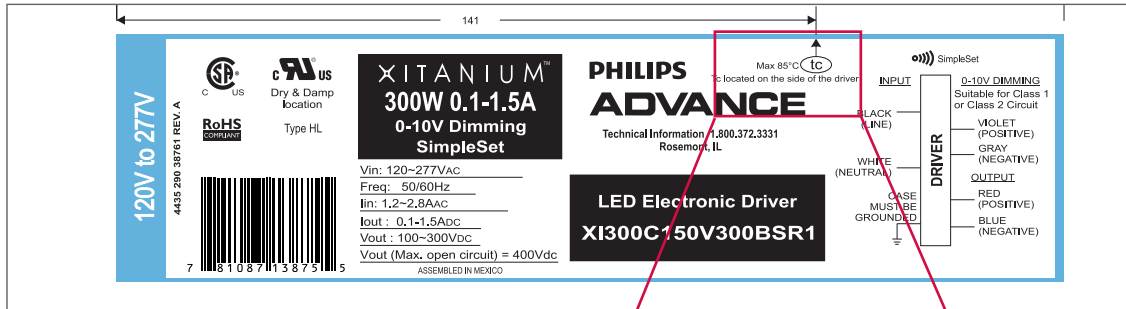 141
120V to 277V
4435 290 38761 REV. A
CSA®
C US
c RU® US
Dry & Damp
location
RoHS
COMPLIANT
Type HL
7 81087 13875 5
XITANIUM™
300W 0.1-1.5A
0-10V Dimming
SimpleSet
Vin: 120~277VAC
Freq: 50/60Hz
Iin: 1.2~2.8AAC
Iout : 0.1-1.5ADC
Vout : 100~300VDC
Vout (Max. open circuit) = 400Vdc
ASSEMBLED IN MEXICO
PHILIPS
ADVANCE
Max 85°C tc
Tc located on the side of the driver
Technical Information 1.800.372.3331
Rosemont, IL
LED Electronic Driver
XI300C150V300BSR1
SimpleSet
INPUT
BLACK
(LINE)
WHITE
(NEUTRAL)
CASE
MUST BE
GROUNDED
DRIVER
0-10V DIMMING
Suitable for Class 1
or Class 2 Circuit
VIOLET
(POSITIVE)
GRAY
(NEGATIVE)
OUTPUT
RED
(POSITIVE)
BLUE
(NEGATIVE)